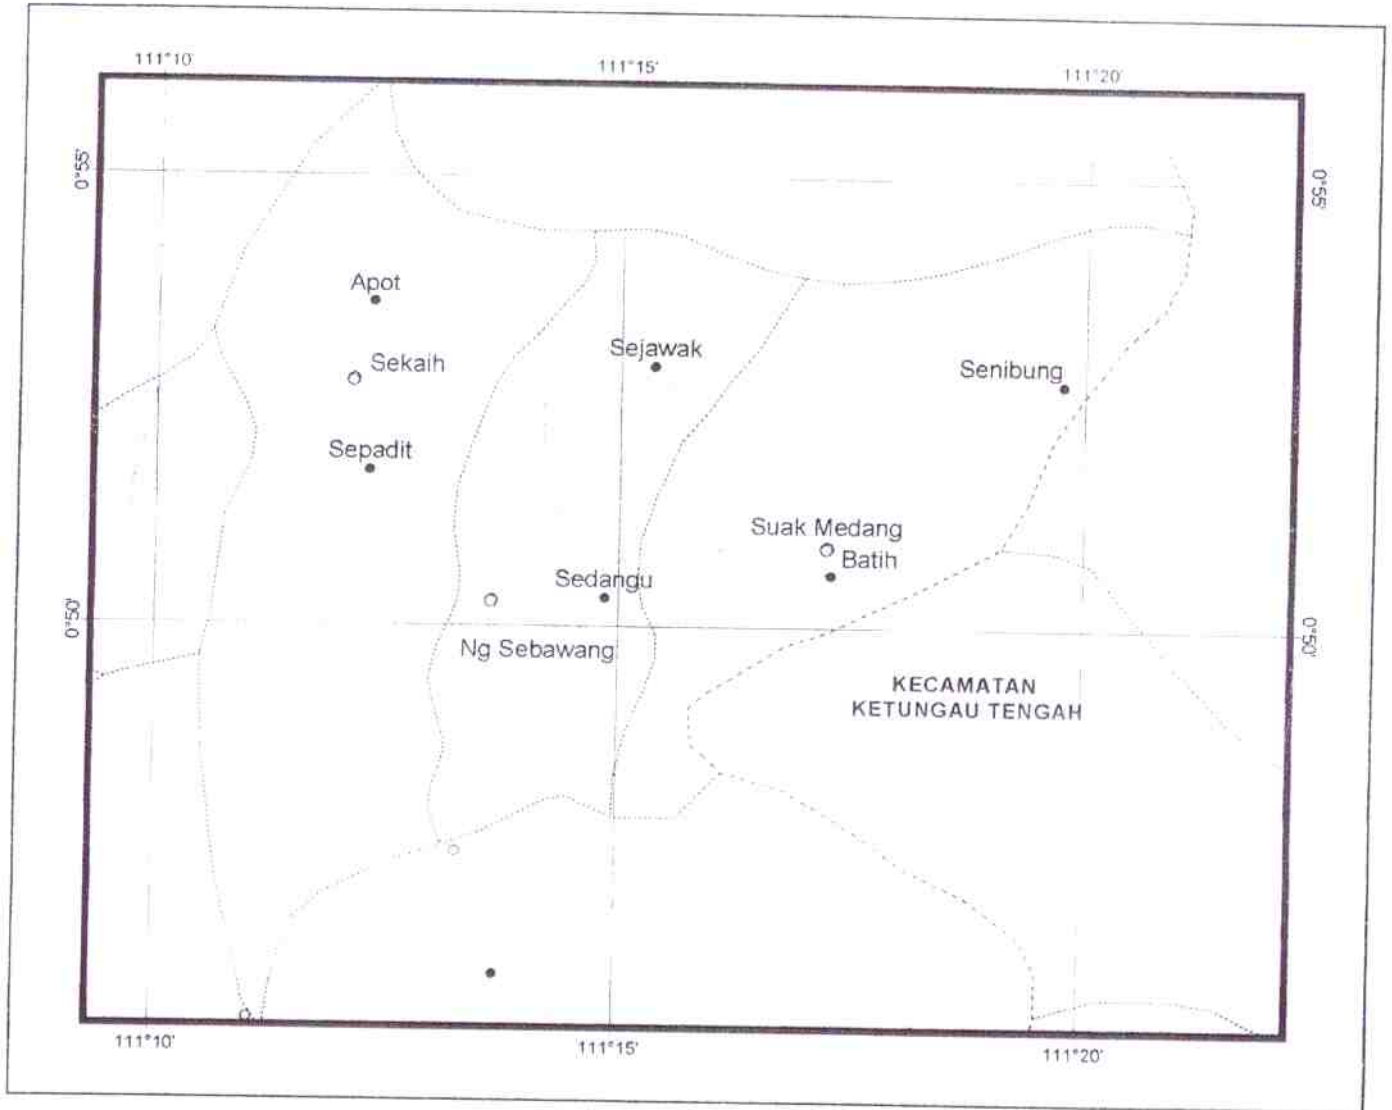 111°10'
111°15'
111°20'
0°55'
0°55'
Apot
Sekaih
Sejawak
Senibung
Sepadit
Suak Medang
Batih
Sedangu
0°50'
0°50'
Ng Sebawang
KECAMATAN
KETUNGAU TENGAH
111°10'
111°15'
111°20'